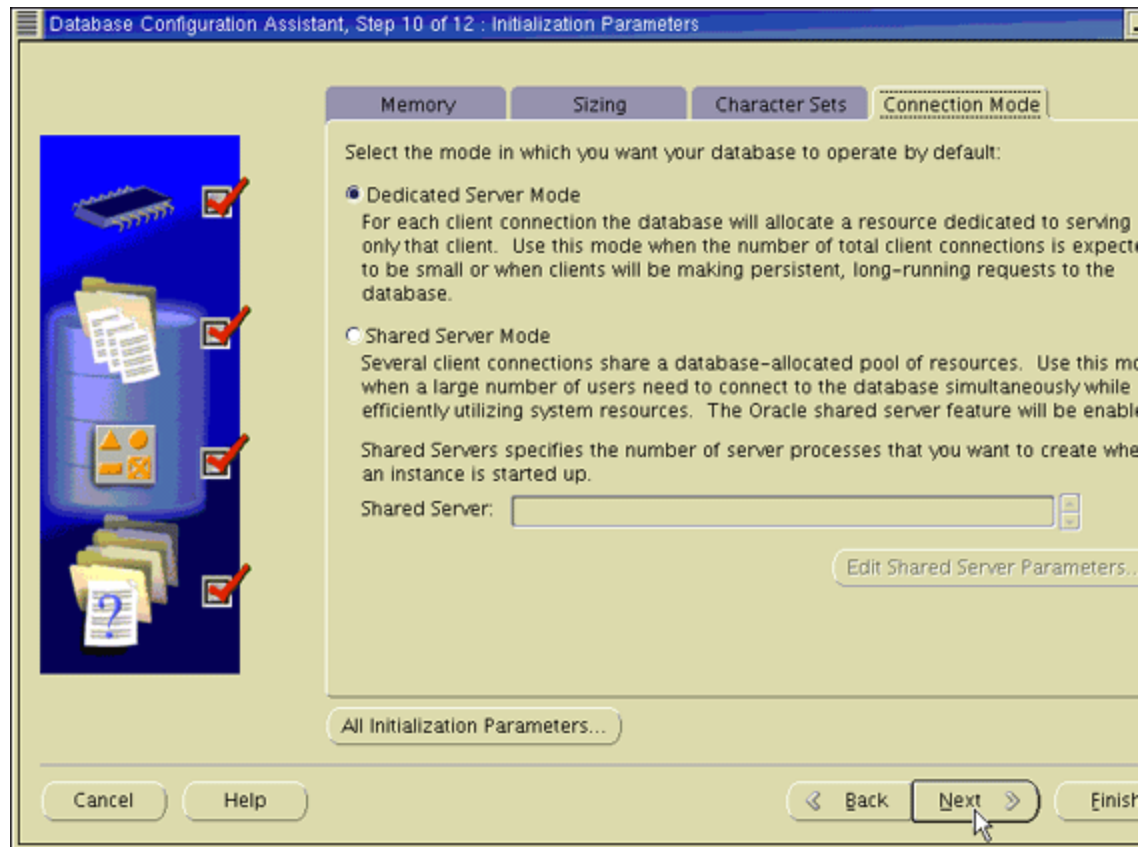 Database Configuration Assistant, Step 10 of 12 : Initialization Parameters
Memory
Sizing
Character Sets
Connection Mode
Select the mode in which you want your database to operate by default:
Dedicated Server Mode
For each client connection the database will allocate a resource dedicated to serving
only that client. Use this mode when the number of total client connections is expecte
to be small or when clients will be making persistent, long-running requests to the
database.
Shared Server Mode
Several client connections share a database-allocated pool of resources. Use this mo
when a large number of users need to connect to the database simultaneously while
efficiently utilizing system resources. The Oracle shared server feature will be enable
Shared Servers specifies the number of server processes that you want to create whe
an instance is started up.
Shared Server:
Edit Shared Server Parameters..
?
All Initialization Parameters...
Cancel
Help
Back
Next
Finish